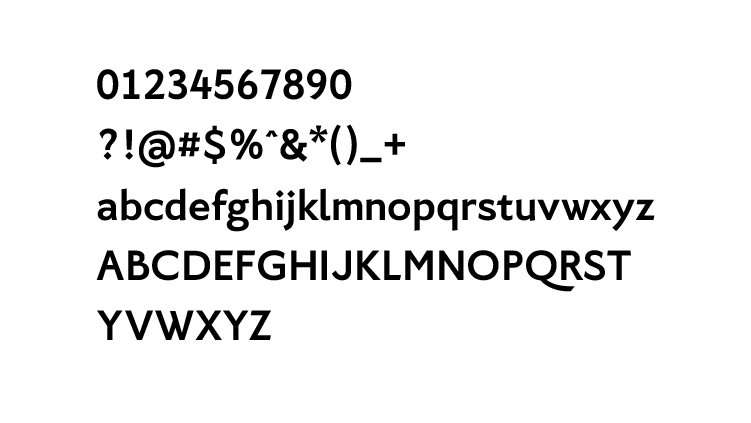 01234567890
?!@#$%^&*()_+
abcdefghijklmnopqrstuvwxyz
ABCDEFGHIJKLMNOPQRST
YVWXYZ